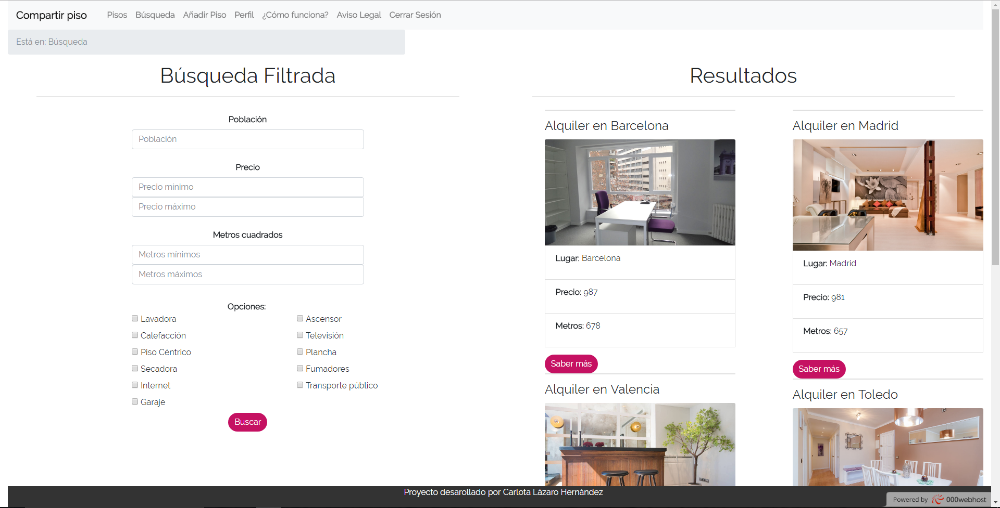 Compartir piso Pisos Búsqueda Añadir Piso Perfil ¿Cómo funciona? Aviso Legal Cerrar Sesión
Está en: Búsqueda
Búsqueda Filtrada
Población
Población
Precio
Precio mínimo
Precio máximo
Metros cuadrados
Metros mínimos
Metros máximos
Opciones:
Lavadora
Ascensor
Calefacción
Televisión
Piso Céntrico
Plancha
Secadora
Fumadores
Internet
Transporte público
Garaje
Buscar
Resultados
Alquiler en Barcelona
Lugar: Barcelona
Precio: 987
Metros: 678
Saber más
Alquiler en Madrid
Lugar: Madrid
Precio: 981
Metros: 657
Saber más
Alquiler en Valencia
Alquiler en Toledo
Proyecto desarollado por Carlota Lázaro Hernández
Powered by 000webhost